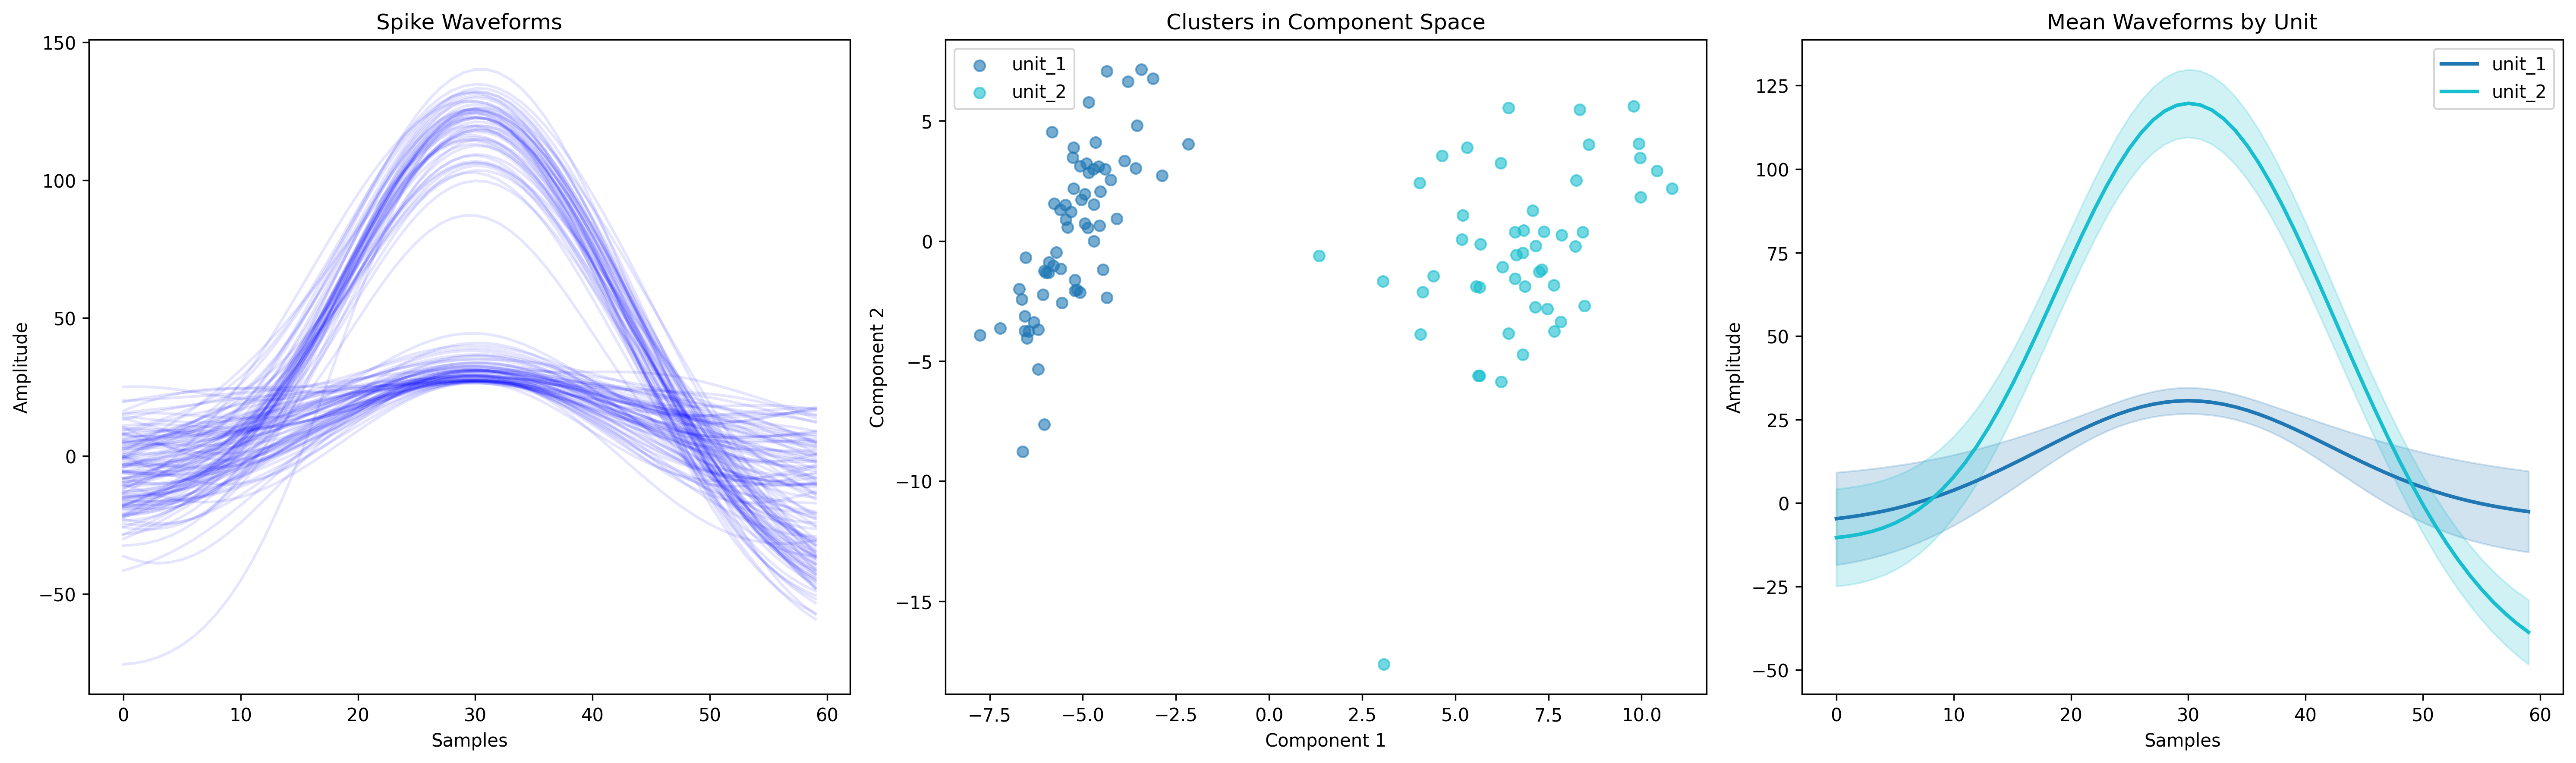 Spike Waveforms
150
100
50
0
−50
Amplitude
0 10 20 30 40 50 60
Samples
Clusters in Component Space
unit_1
unit_2
5
0
−5
−10
−15
Component 2
−7.5 −5.0 −2.5 0.0 2.5 5.0 7.5 10.0
Component 1
Mean Waveforms by Unit
unit_1
unit_2
125
100
75
50
25
0
−25
−50
Amplitude
0 10 20 30 40 50 60
Samples